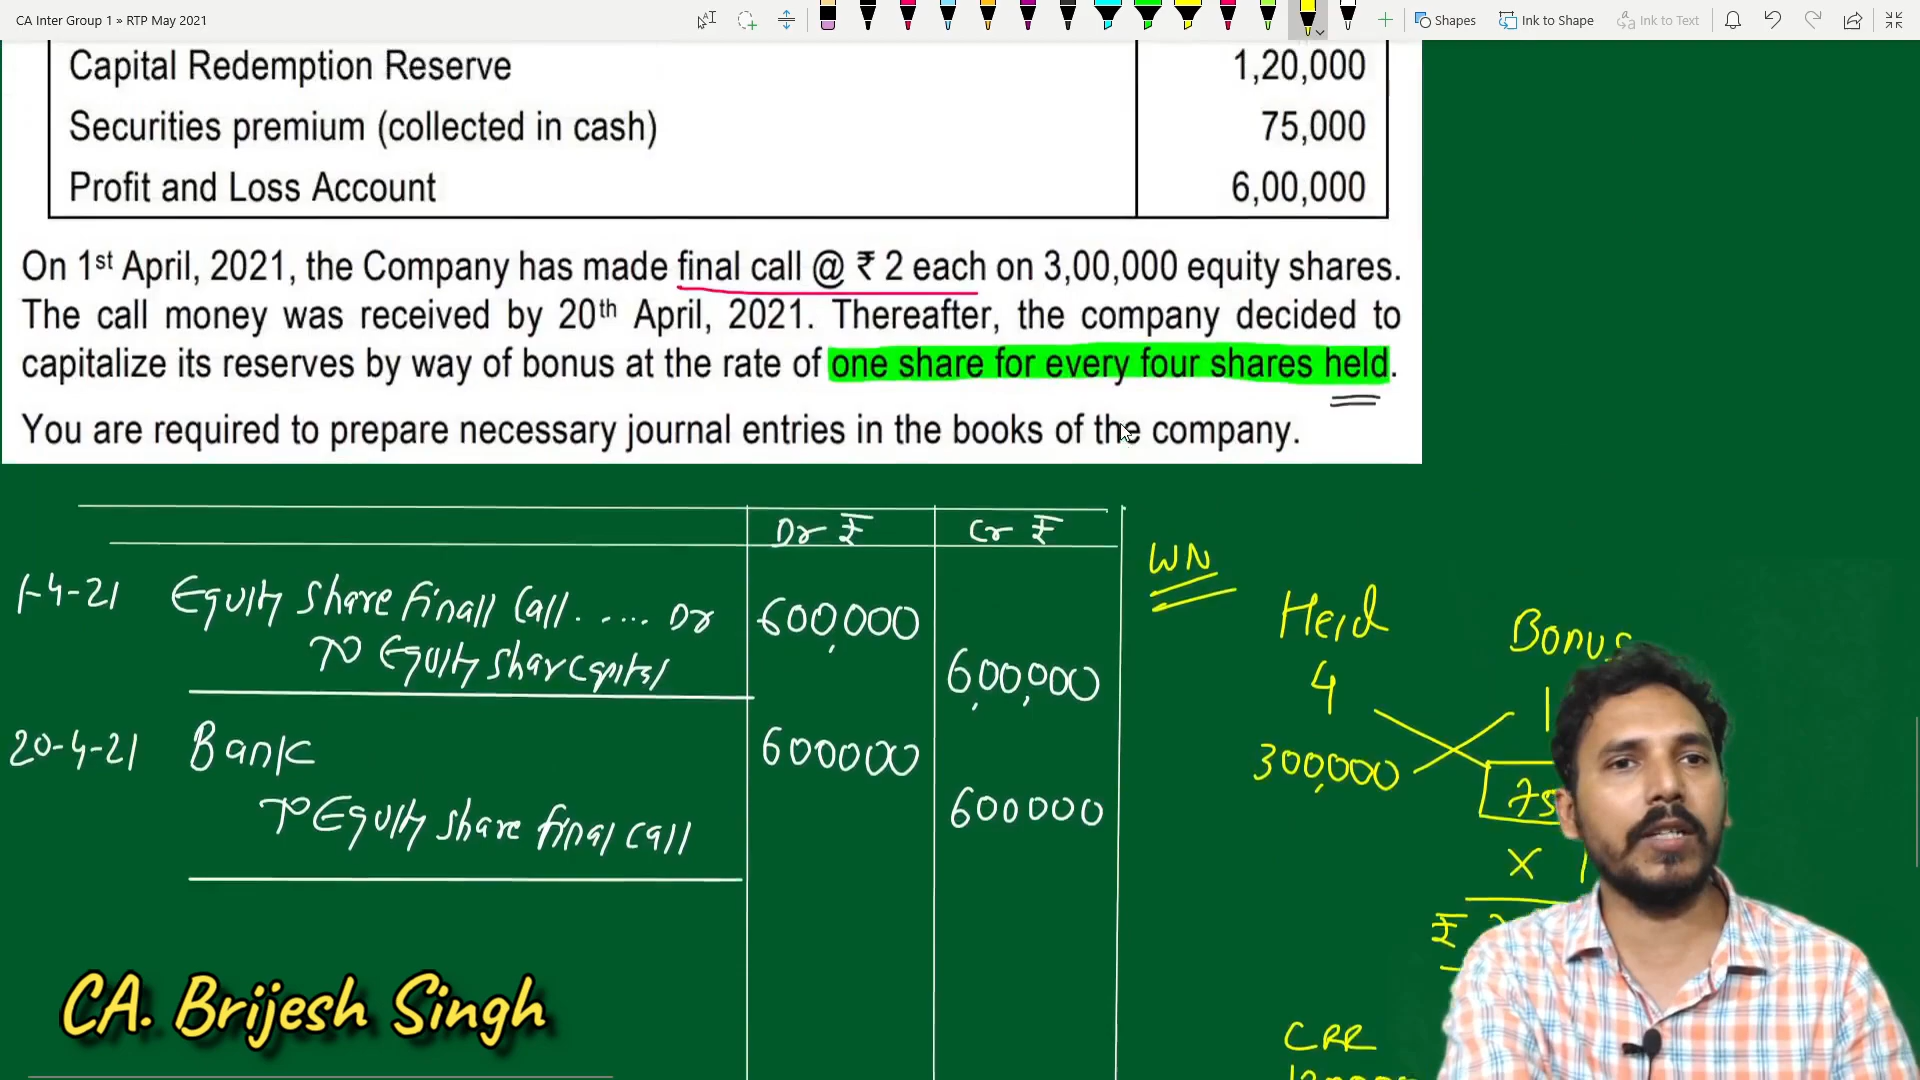 CA Inter Group 1 » RTP May 2021
Shapes
Ink to Shape
Ink to Text
Capital Redemption Reserve 1,20,000
Securities premium (collected in cash) 75,000
Profit and Loss Account 6,00,000
On 1st April, 2021, the Company has made final call @ ₹ 2 each on 3,00,000 equity shares.
The call money was received by 20th April, 2021. Thereafter, the company decided to
capitalize its reserves by way of bonus at the rate of one share for every four shares held.
You are required to prepare necessary journal entries in the books of the company.
Dr ₹ Cr ₹
1-4-21 Equity Share Finall Call. .... Dr 600,000
To Equity Shar capital 6,00,000
20-4-21 Bank 600000
To Equity share final call 600000
WN
Held Bonus
4 1
300,000 75
X 1
₹
CRR
CA. Brijesh Singh